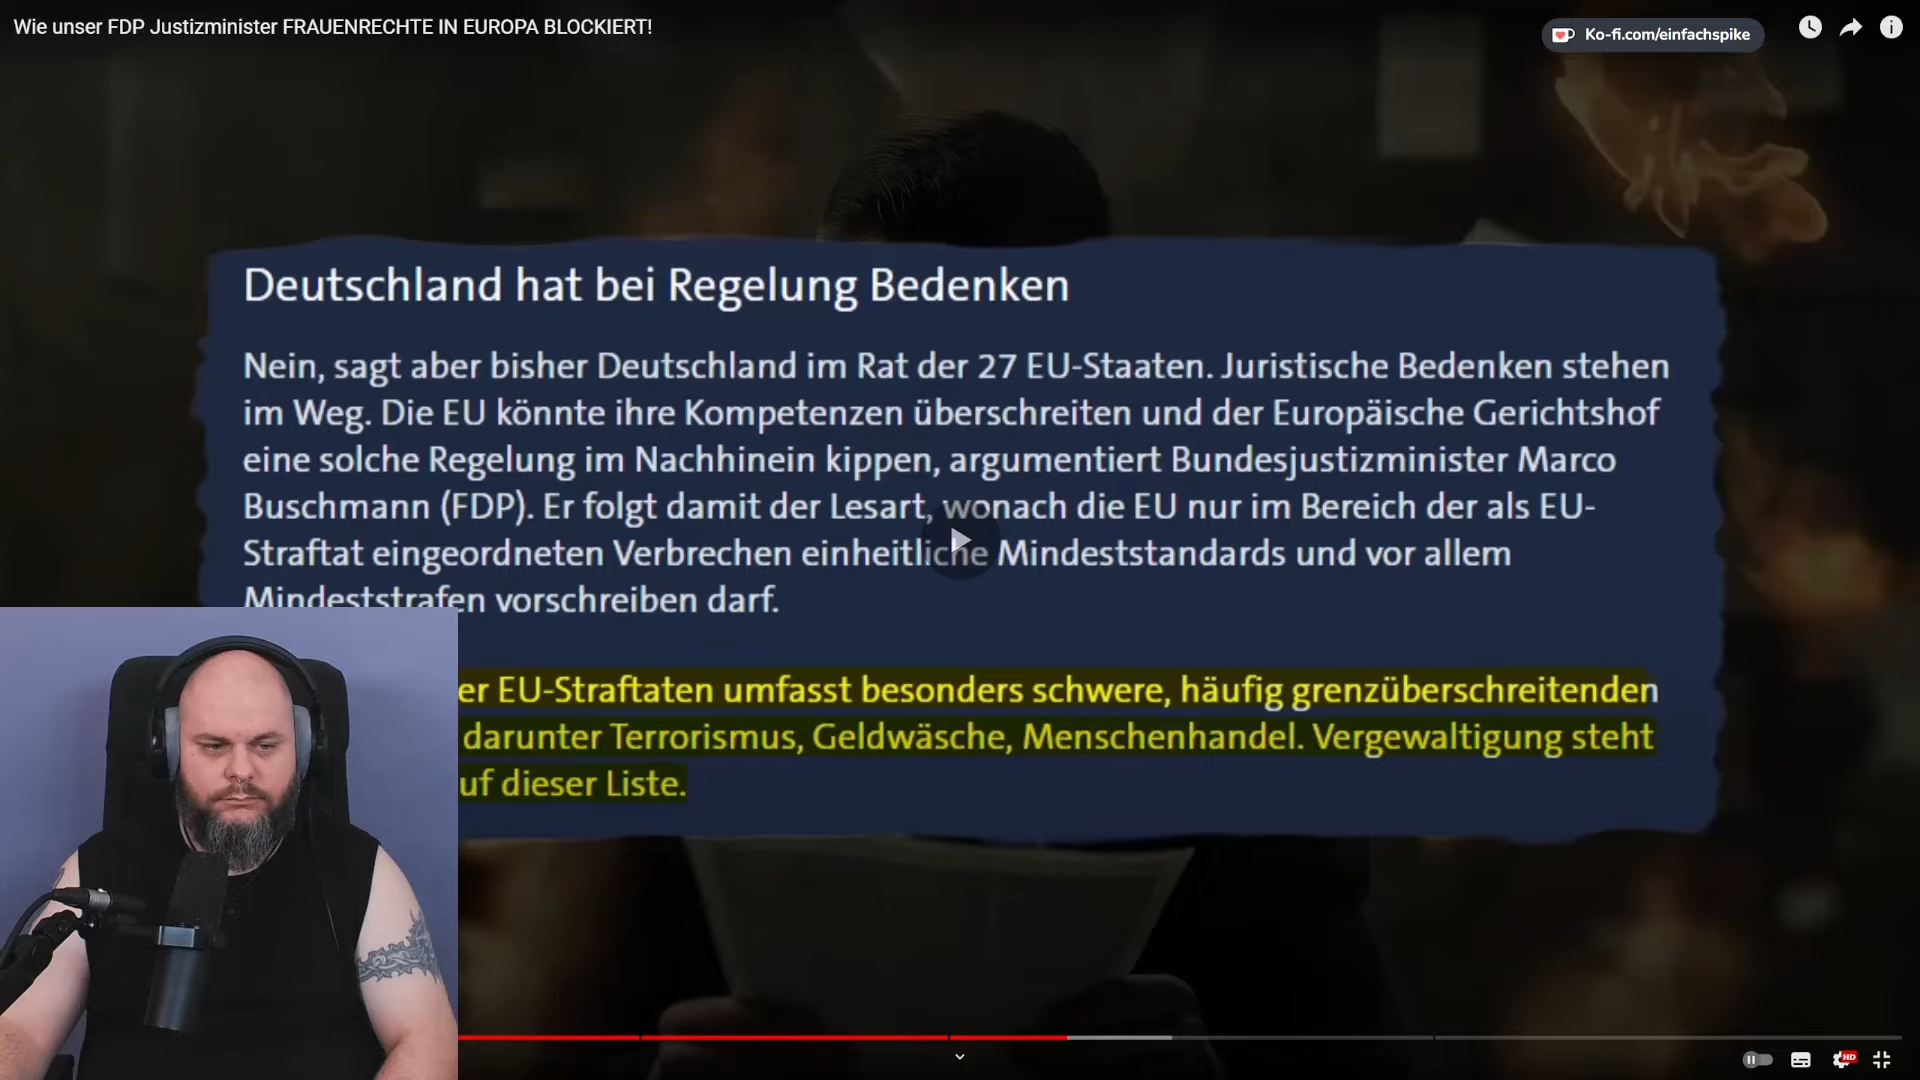 Wie unser FDP Justizminister FRAUENRECHTE IN EUROPA BLOCKIERT!
Ko-fi.com/einfachspike
Deutschland hat bei Regelung Bedenken
Nein, sagt aber bisher Deutschland im Rat der 27 EU-Staaten. Juristische Bedenken stehen
im Weg. Die EU könnte ihre Kompetenzen überschreiten und der Europäische Gerichtshof
eine solche Regelung im Nachhinein kippen, argumentiert Bundesjustizminister Marco
Buschmann (FDP). Er folgt damit der Lesart, wonach die EU nur im Bereich der als EU-
Straftat eingeordneten Verbrechen einheitliche Mindeststandards und vor allem
Mindeststrafen vorschreiben darf.
er EU-Straftaten umfasst besonders schwere, häufig grenzüberschreitenden
darunter Terrorismus, Geldwäsche, Menschenhandel. Vergewaltigung steht
uf dieser Liste.
HD